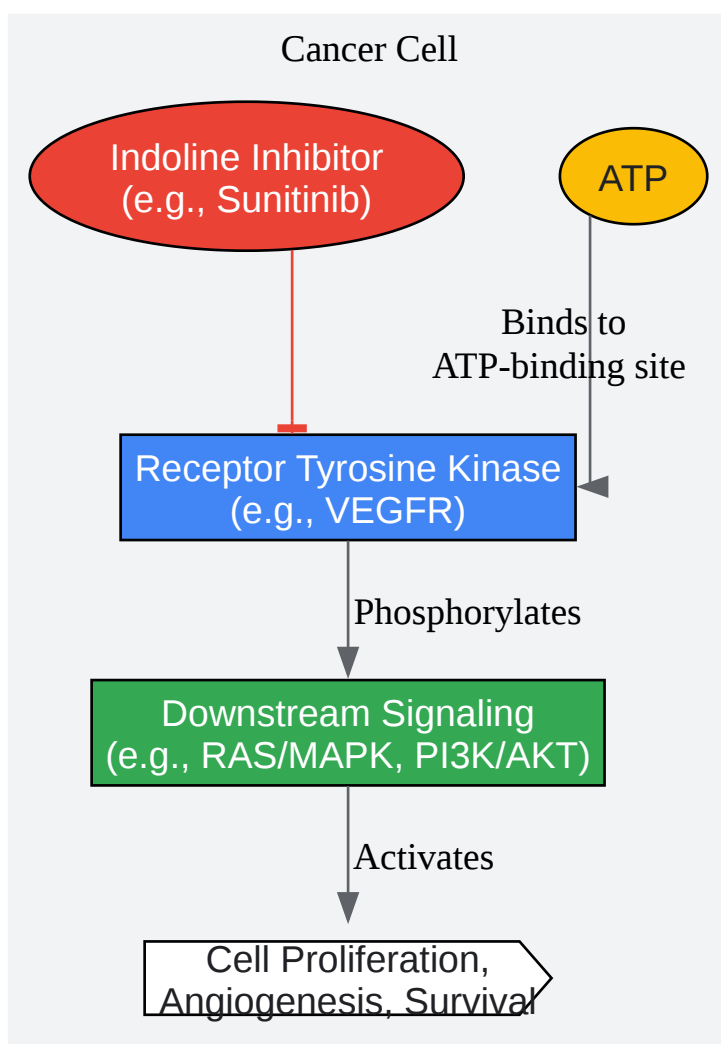 Cancer Cell
Indoline Inhibitor
(e.g., Sunitinib)
ATP
Binds to
ATP-binding site
Receptor Tyrosine Kinase
(e.g., VEGFR)
Phosphorylates
Downstream Signaling
(e.g., RAS/MAPK, PI3K/AKT)
Activates
Cell Proliferation,
Angiogenesis, Survival